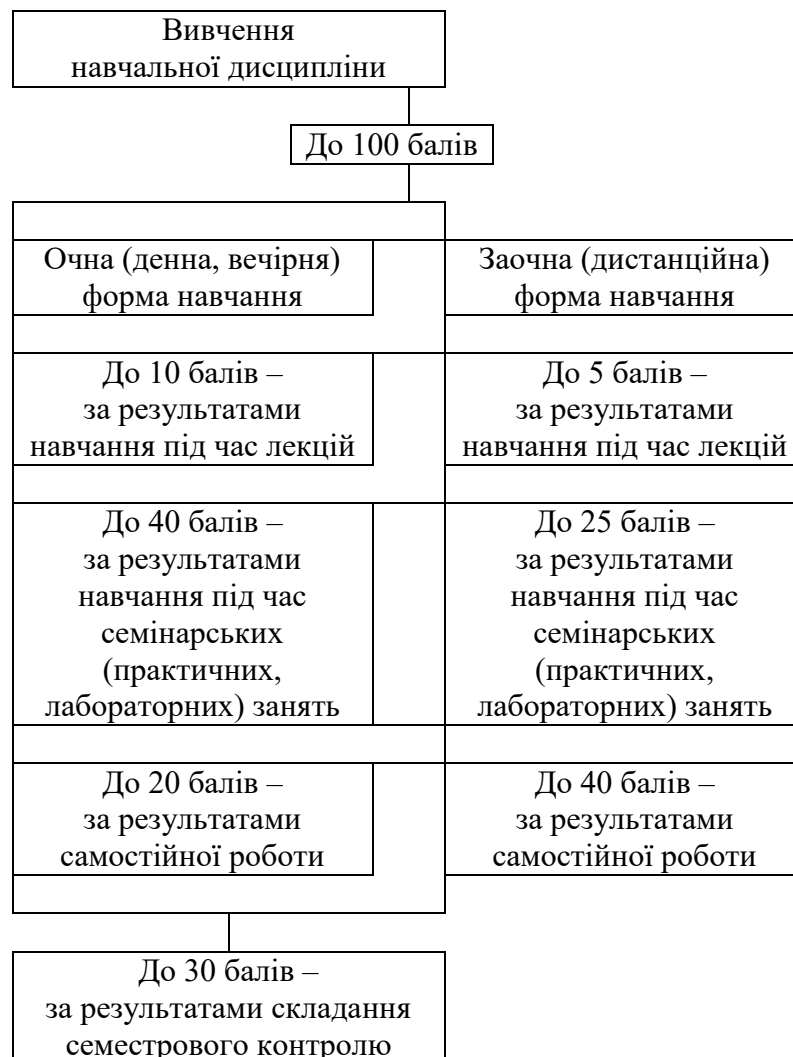 Вивчення
навчальної дисципліни
До 100 балів
Очна (денна, вечірня)
форма навчання
Заочна (дистанційна)
форма навчання
До 10 балів –
за результатами
навчання під час лекцій
До 5 балів –
за результатами
навчання під час лекцій
До 40 балів –
за результатами
навчання під час
семінарських
(практичних,
лабораторних) занять
До 25 балів –
за результатами
навчання під час
семінарських
(практичних,
лабораторних) занять
До 20 балів –
за результатами
самостійної роботи
До 40 балів –
за результатами
самостійної роботи
До 30 балів –
за результатами складання
семестрового контролю